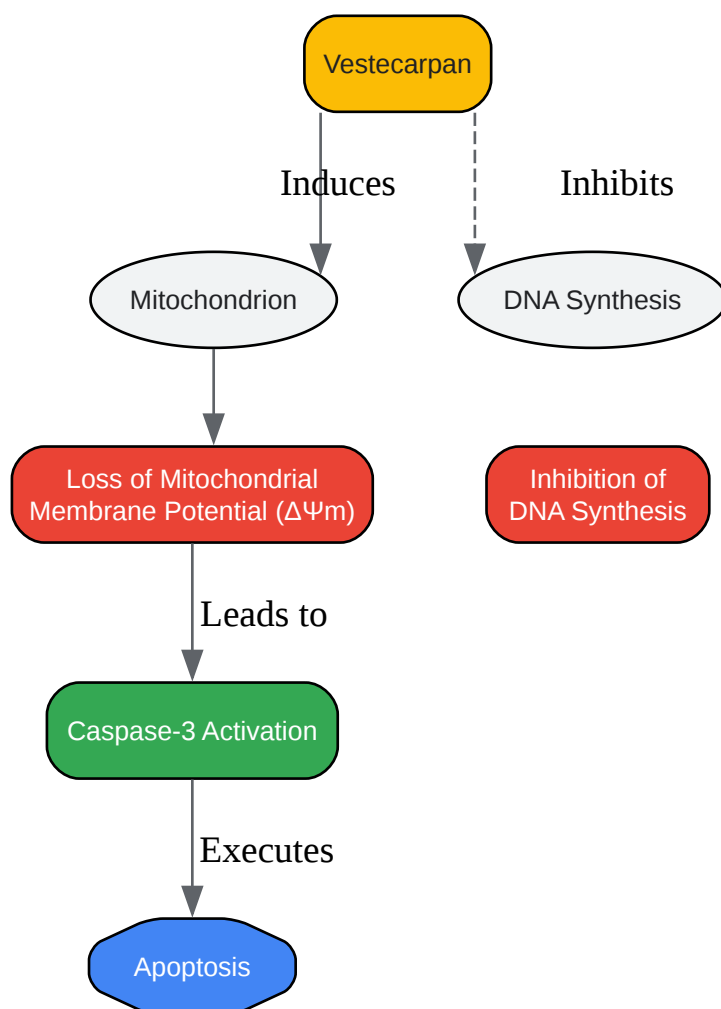 Vestecarpan
Induces
Inhibits
Mitochondrion
DNA Synthesis
Loss of Mitochondrial
Membrane Potential (ΔΨm)
Inhibition of
DNA Synthesis
Leads to
Caspase-3 Activation
Executes
Apoptosis